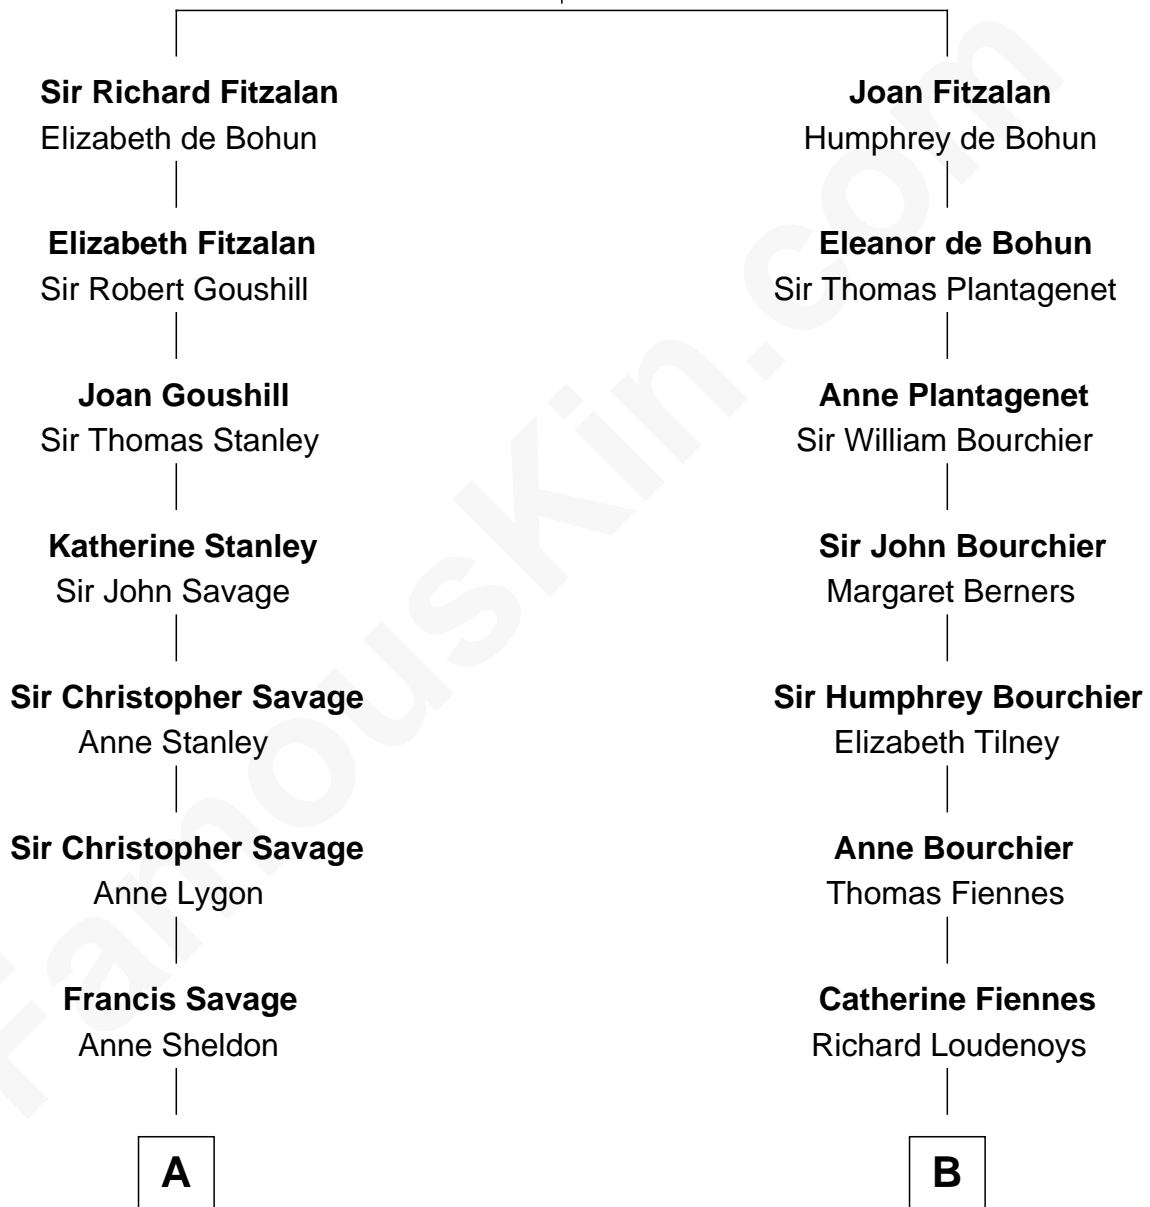 Sir Richard Fitzalan
Elizabeth de Bohun
Elizabeth Fitzalan
Sir Robert Goushill
Joan Goushill
Sir Thomas Stanley
Katherine Stanley
Sir John Savage
Sir Christopher Savage
Anne Stanley
Sir Christopher Savage
Anne Lygon
Francis Savage
Anne Sheldon
A
Joan Fitzalan
Humphrey de Bohun
Eleanor de Bohun
Sir Thomas Plantagenet
Anne Plantagenet
Sir William Bourchier
Sir John Bourchier
Margaret Berners
Sir Humphrey Bourchier
Elizabeth Tilney
Anne Bourchier
Thomas Fiennes
Catherine Fiennes
Richard Loudenoys
B
FamousKin.com